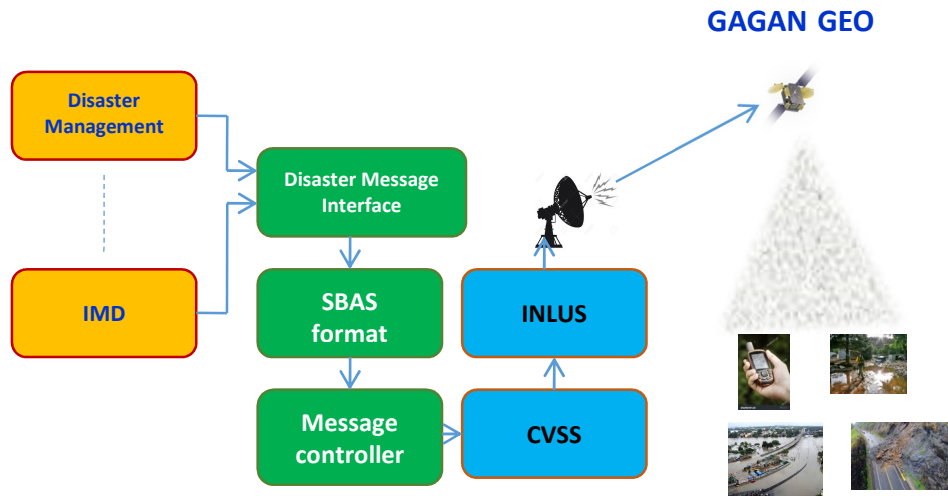 GAGAN GEO
Disaster
Management
Disaster Message
Interface
IMD
SBAS
format
INLUS
Message
controller
CVSS